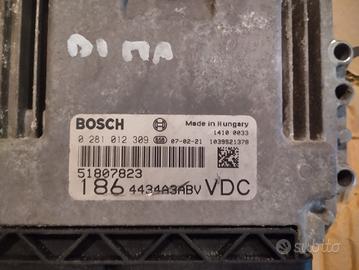 DI MA
BOSCH
Made in Hungary
1410 0033
0 281 012 309 07-02-21 1039S21378
51807823
186 4434A3ABV VDC
subito